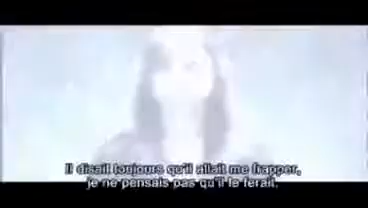 Il disait toujours qu'il allait me frapper,
je ne pensais pas qu'il le ferait.